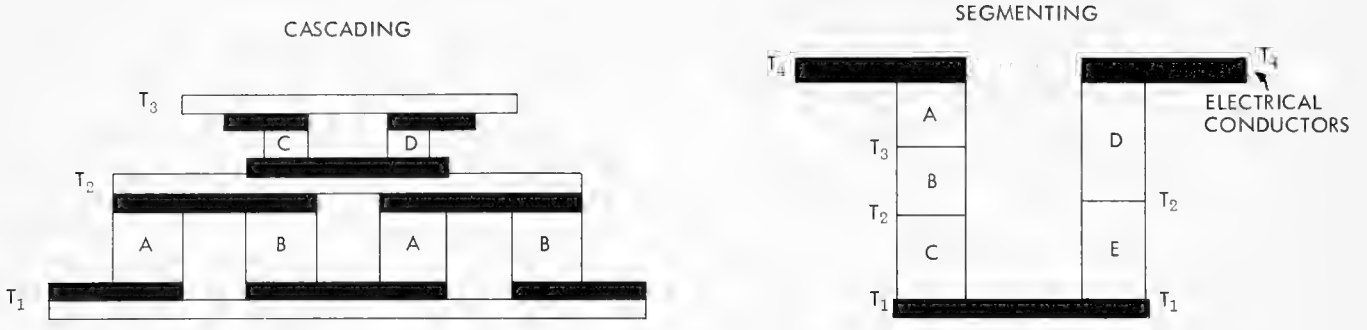 CASCADING
T3
C D
T2
A B A B
T1
SEGMENTING
T4 T4
ELECTRICAL
CONDUCTORS
A
D
T3
B
T2
T2
C
E
T1 T1